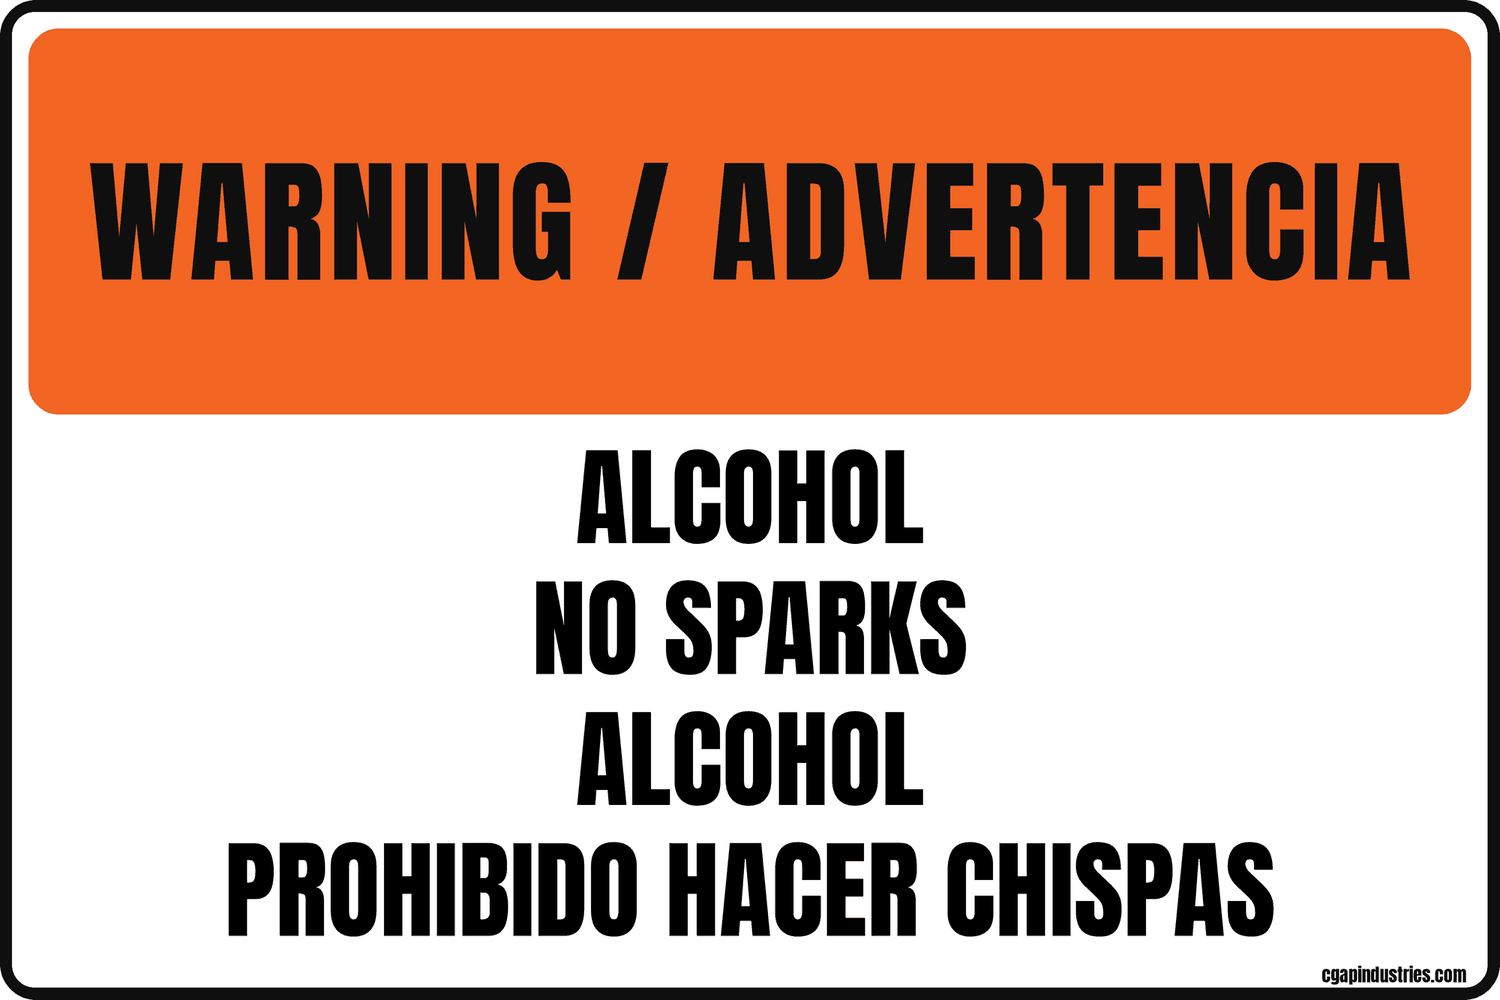 WARNING / ADVERTENCIA
ALCOHOL
NO SPARKS
ALCOHOL
PROHIBIDO HACER CHISPAS
cgapindustries.com